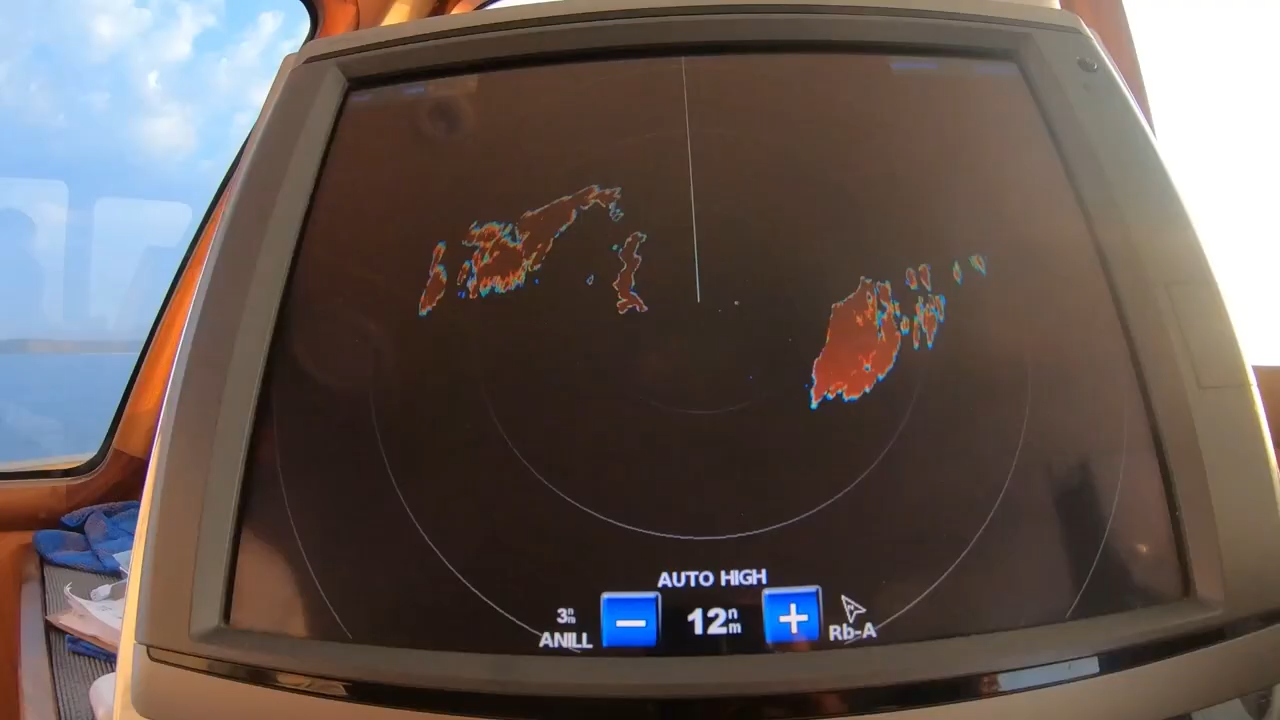 AUTO HIGH
3nm
ANILL
−
12nm
+
N
Rb-A